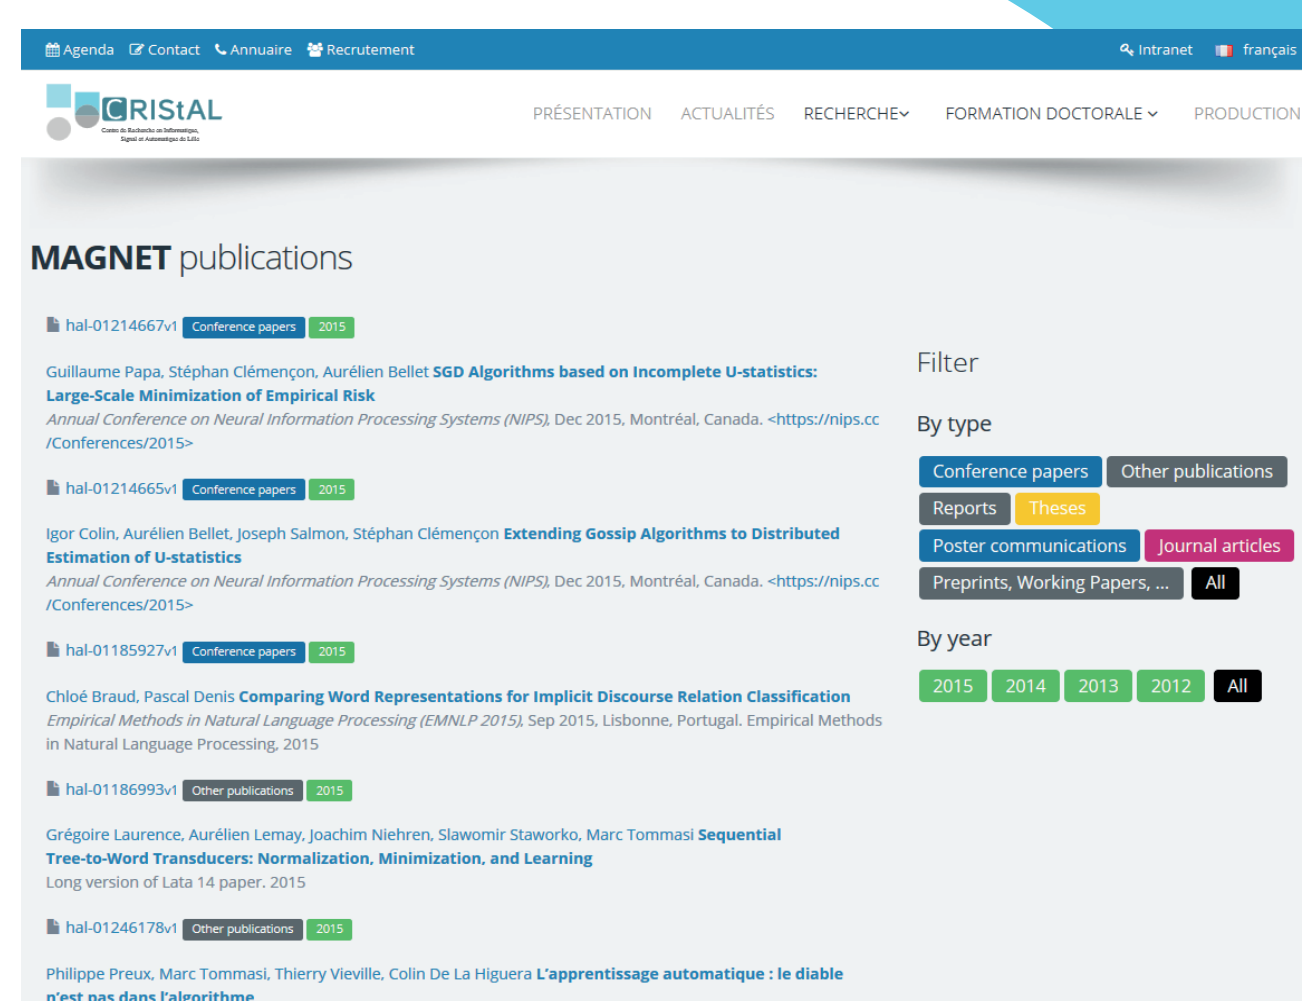 Agenda Contact Annuaire Recrutement Intranet français
CRIStAL
Centre de Recherche en Informatique,
Signal et Automatique de Lille
PRÉSENTATION ACTUALITÉS RECHERCHE FORMATION DOCTORALE PRODUCTION
MAGNET publications
hal-01214667v1 Conference papers 2015
Guillaume Papa, Stéphan Clémençon, Aurélien Bellet SGD Algorithms based on Incomplete U-statistics:
Large-Scale Minimization of Empirical Risk
Annual Conference on Neural Information Processing Systems (NIPS), Dec 2015, Montréal, Canada. <https://nips.cc
/Conferences/2015>
hal-01214665v1 Conference papers 2015
Igor Colin, Aurélien Bellet, Joseph Salmon, Stéphan Clémençon Extending Gossip Algorithms to Distributed
Estimation of U-statistics
Annual Conference on Neural Information Processing Systems (NIPS), Dec 2015, Montréal, Canada. <https://nips.cc
/Conferences/2015>
hal-01185927v1 Conference papers 2015
Chloé Braud, Pascal Denis Comparing Word Representations for Implicit Discourse Relation Classification
Empirical Methods in Natural Language Processing (EMNLP 2015), Sep 2015, Lisbonne, Portugal. Empirical Methods
in Natural Language Processing, 2015
hal-01186993v1 Other publications 2015
Grégoire Laurence, Aurélien Lemay, Joachim Niehren, Slawomir Staworko, Marc Tommasi Sequential
Tree-to-Word Transducers: Normalization, Minimization, and Learning
Long version of Lata 14 paper. 2015
hal-01246178v1 Other publications 2015
Philippe Preux, Marc Tommasi, Thierry Vieville, Colin De La Higuera L'apprentissage automatique : le diable
n'est pas dans l'algorithme
Filter
By type
Conference papers Other publications
Reports Theses
Poster communications Journal articles
Preprints, Working Papers, ... All
By year
2015 2014 2013 2012 All